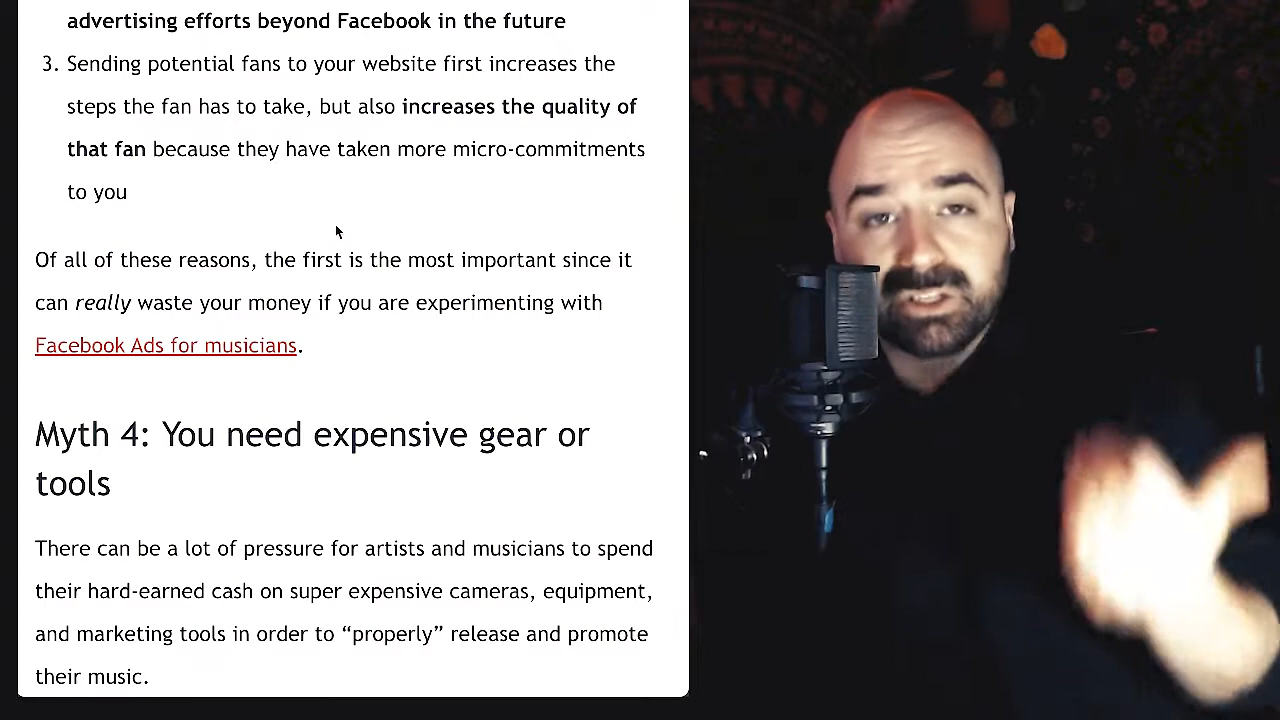 advertising efforts beyond Facebook in the future
3. Sending potential fans to your website first increases the
steps the fan has to take, but also increases the quality of
that fan because they have taken more micro-commitments
to you
Of all of these reasons, the first is the most important since it
can really waste your money if you are experimenting with
Facebook Ads for musicians.
Myth 4: You need expensive gear or
tools
There can be a lot of pressure for artists and musicians to spend
their hard-earned cash on super expensive cameras, equipment,
and marketing tools in order to “properly” release and promote
their music.